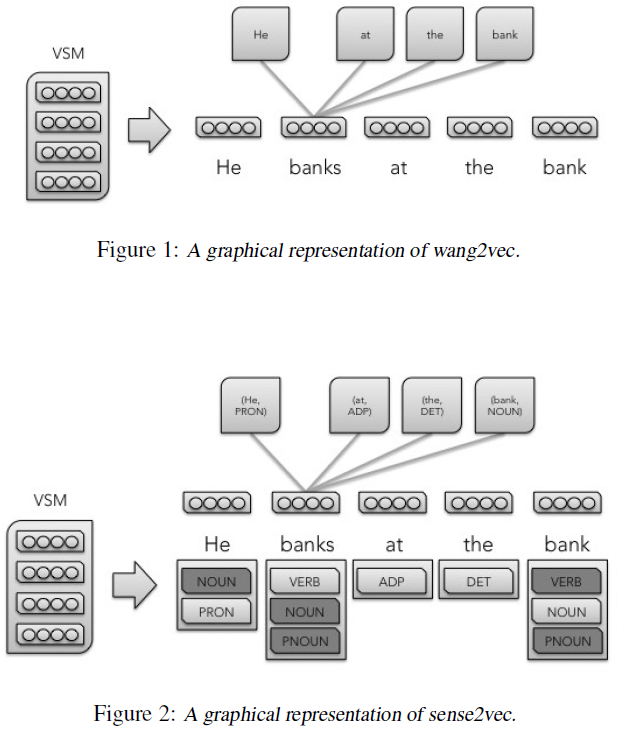 He at the bank
VSM
He banks at the bank
Figure 1: A graphical representation of wang2vec.
(He, (at, (the, (bank,
PRON) ADP) DET) NOUN)
VSM
He banks at the bank
NOUN VERB ADP DET VERB
PRON NOUN NOUN
PNOUN PNOUN
Figure 2: A graphical representation of sense2vec.